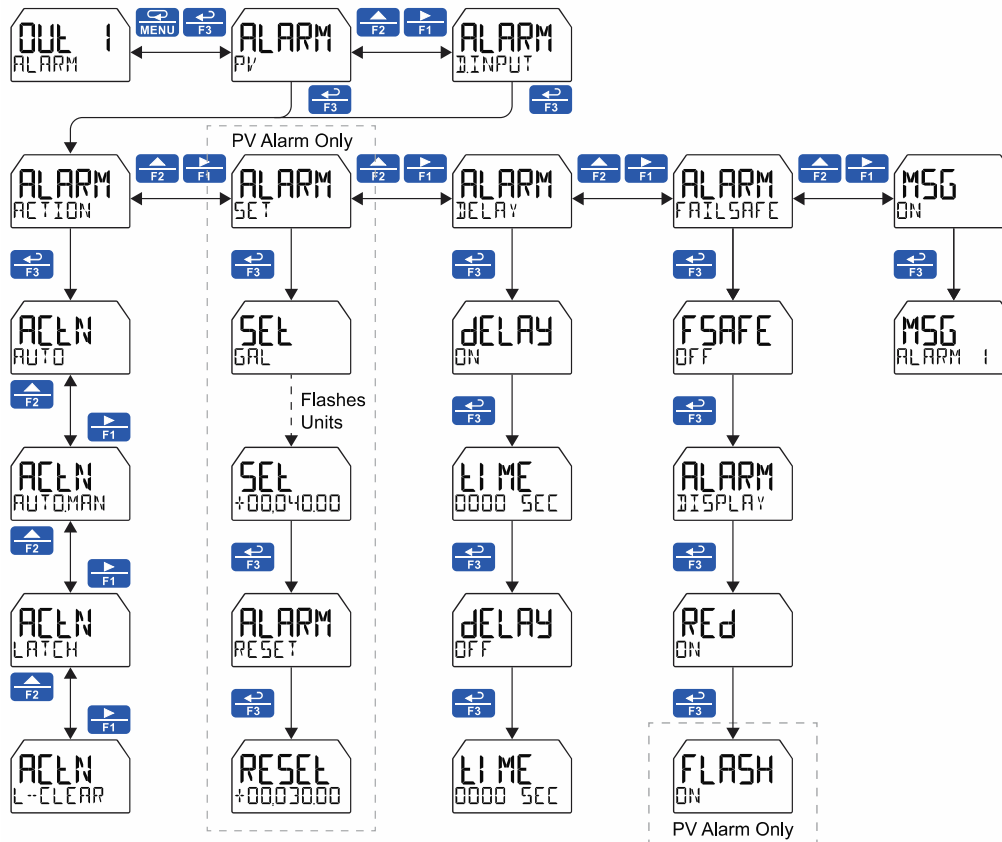 OUt 1
ALARM
MENU
F3
ALARM
PV
F2
F1
ALARM
D.INPUT
F3
F3
PV Alarm Only
ALARM
ACTION
F2
F1
ALARM
SET
F2
F1
ALARM
DELAY
F2
F1
ALARM
FAILSAFE
F2
F1
MSG
ON
F3
F3
F3
F3
F3
ACtN
AUTO
SEt
GAL
dELAY
ON
FSAFE
OFF
MSG
ALARM 1
F2
F1
Flashes
Units
F3
F3
ACtN
AUTO.MAN
SEt
+00,040.00
tIME
0000 SEC
ALARM
DISPLAY
F2
F1
F3
F3
F3
ACtN
LATCH
ALARM
RESET
dELAY
OFF
REd
ON
F2
F1
F3
F3
F3
ACtN
L-CLEAR
RESEt
+00,030.00
tIME
0000 SEC
FLASH
ON
PV Alarm Only